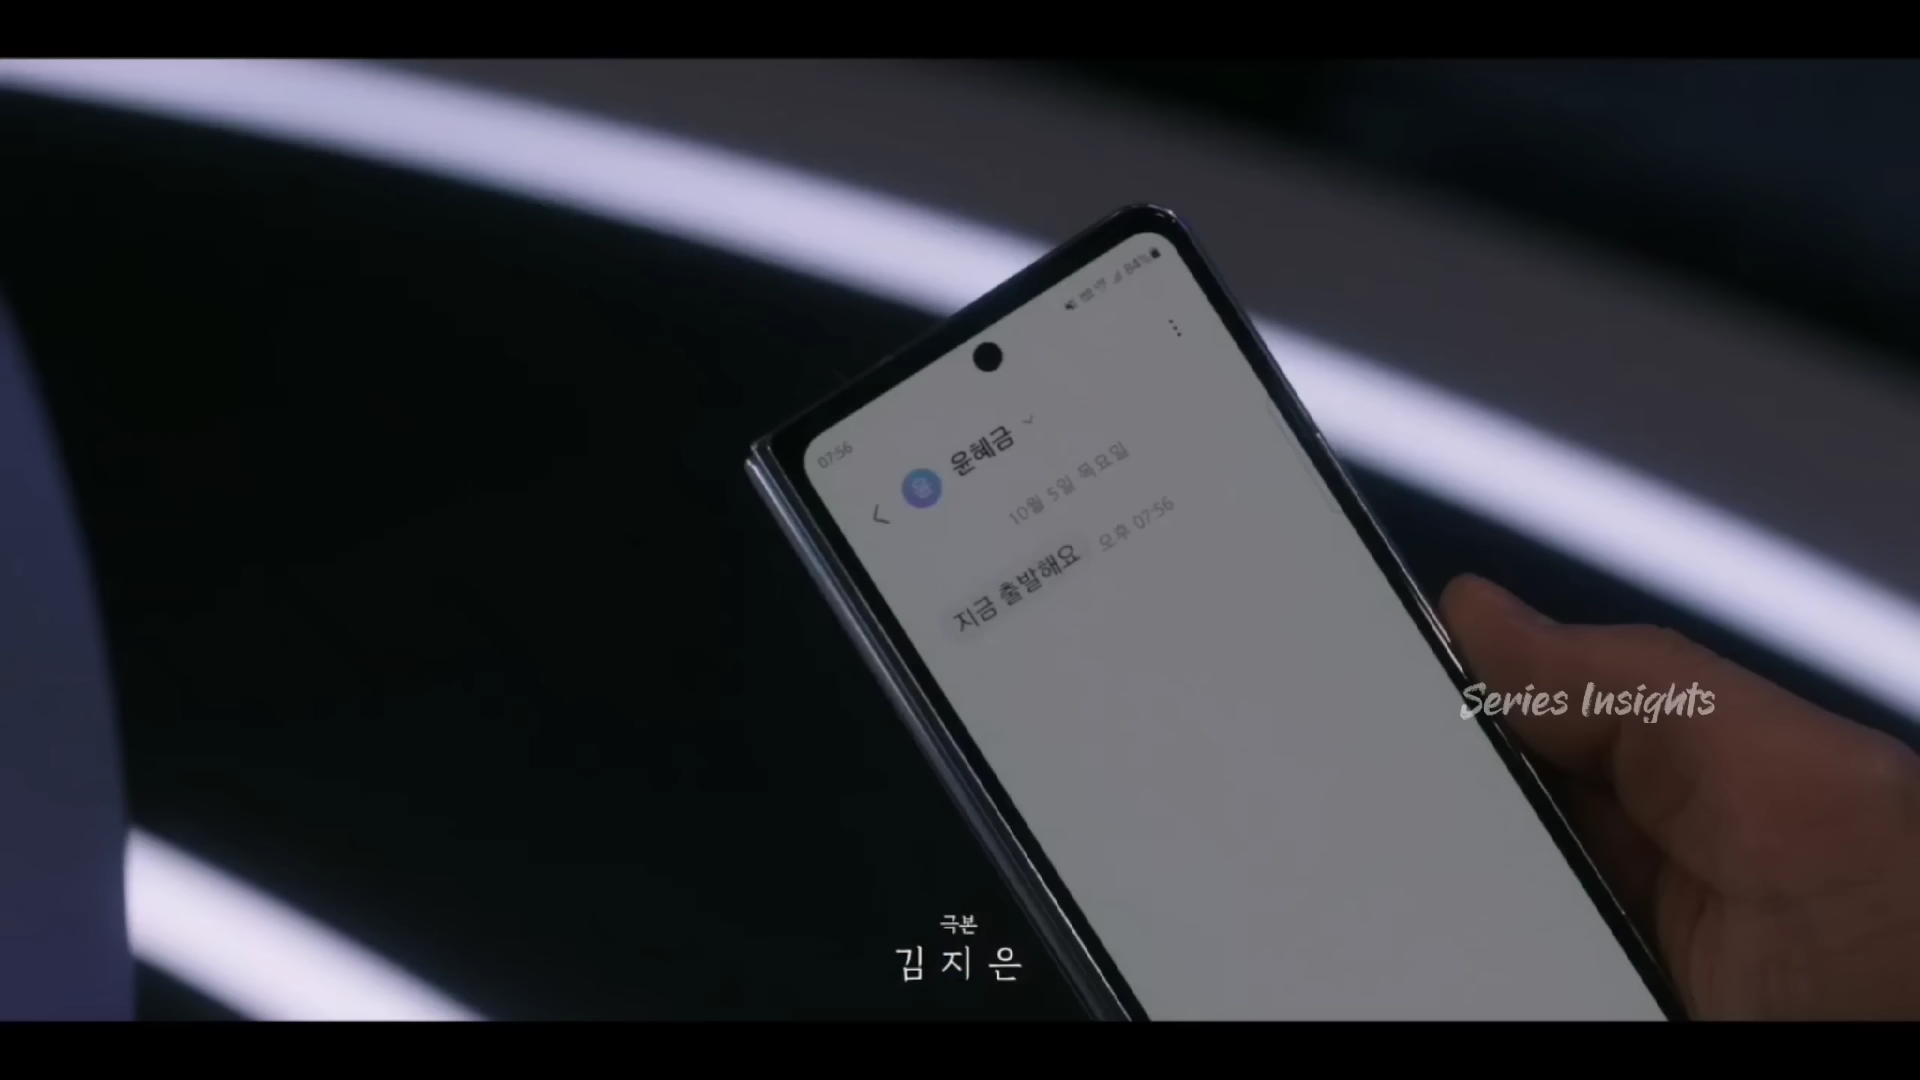 07:56
84%
윤혜금
10월 5일 목요일
지금 출발해요 오후 07:56
Series Insights
극본
김지은